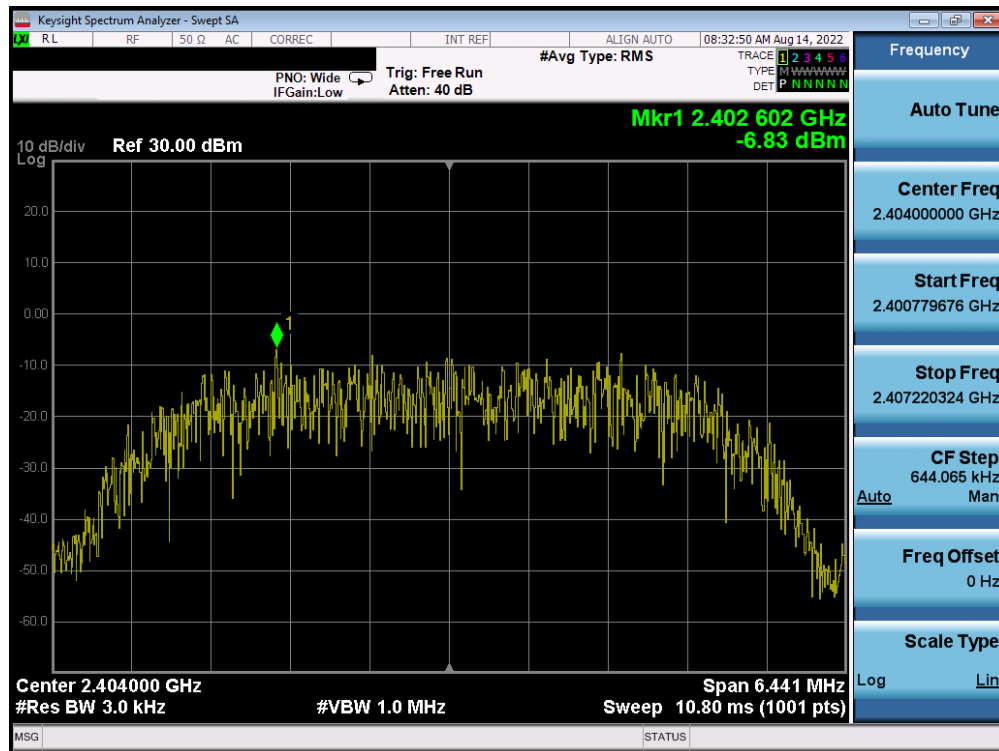 Keysight Spectrum Analyzer - Swept SA
LXI RL RF 50 Ω AC CORREC INT REF ALIGN AUTO 08:32:50 AM Aug 14, 2022
#Avg Type: RMS TRACE 1 2 3 4 5 6
PNO: Wide Trig: Free Run TYPE M WWWWW
IFGain:Low Atten: 40 dB DET P N N N N N
Mkr1 2.402 602 GHz
-6.83 dBm
10 dB/div Ref 30.00 dBm
Log
20.0
10.0
0.00
1
-10.0
-20.0
-30.0
-40.0
-50.0
-60.0
Center 2.404000 GHz Span 6.441 MHz
#Res BW 3.0 kHz #VBW 1.0 MHz Sweep 10.80 ms (1001 pts)
MSG STATUS
Frequency
Auto Tune
Center Freq
2.404000000 GHz
Start Freq
2.400779676 GHz
Stop Freq
2.407220324 GHz
CF Step
644.065 kHz
Auto Man
Freq Offset
0 Hz
Scale Type
Log Lin